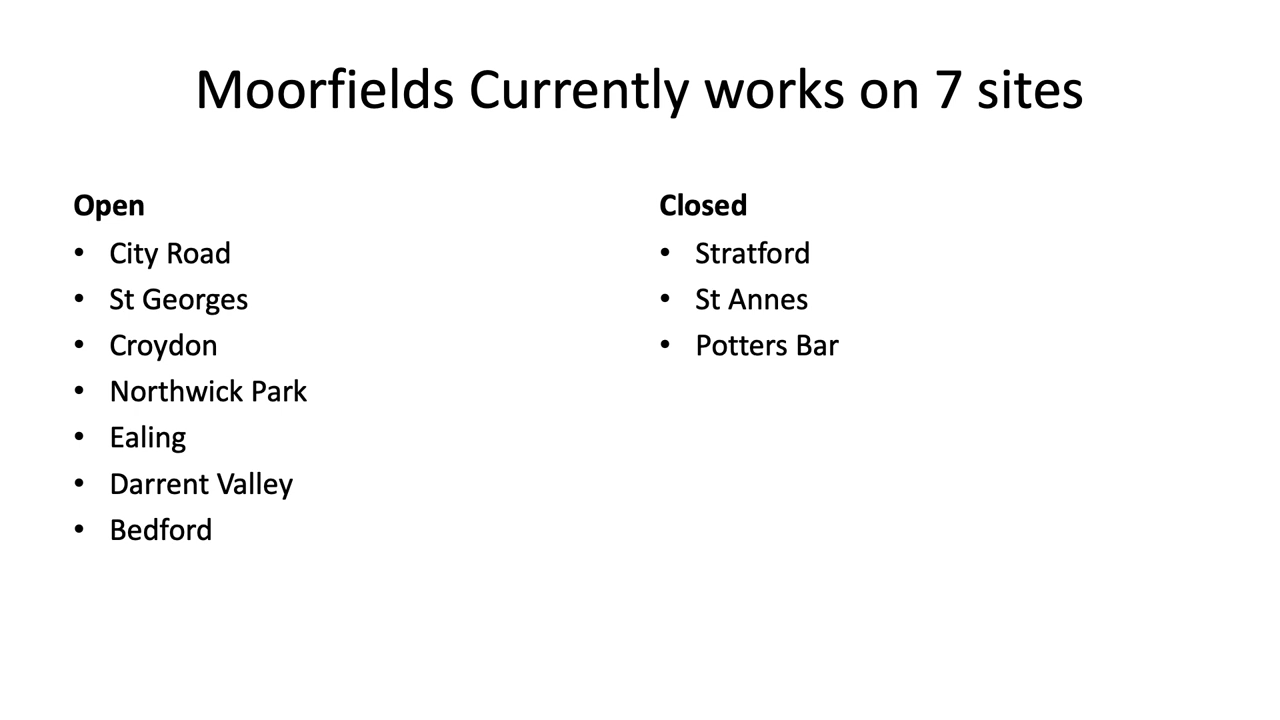 Moorfields Currently works on 7 sites
Open
• City Road
• St Georges
• Croydon
• Northwick Park
• Ealing
• Darrent Valley
• Bedford
Closed
• Stratford
• St Annes
• Potters Bar